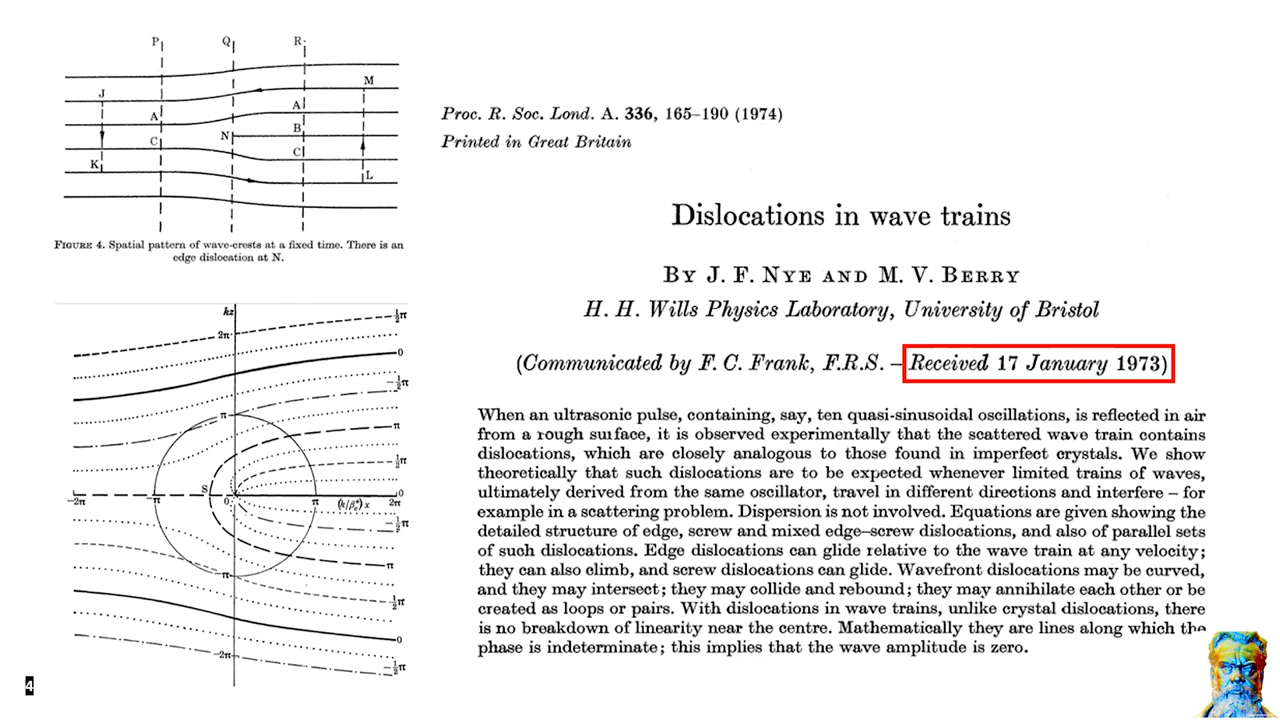 P Q R
J M
A A
N B
C C
K L
FIGURE 4. Spatial pattern of wave-crests at a fixed time. There is an
edge dislocation at N.
kz
½π
2π
0
-½π
π
π
½π
S
-2π -π 0 π (k/βₑ*)x 2π 0
-½π
π
-π
½π
0
-2π
-½π
4
Proc. R. Soc. Lond. A. 336, 165–190 (1974)
Printed in Great Britain
Dislocations in wave trains
BY J. F. NYE AND M. V. BERRY
H. H. Wills Physics Laboratory, University of Bristol
(Communicated by F. C. Frank, F.R.S. – Received 17 January 1973)
When an ultrasonic pulse, containing, say, ten quasi-sinusoidal oscillations, is reflected in air
from a rough surface, it is observed experimentally that the scattered wave train contains
dislocations, which are closely analogous to those found in imperfect crystals. We show
theoretically that such dislocations are to be expected whenever limited trains of waves,
ultimately derived from the same oscillator, travel in different directions and interfere – for
example in a scattering problem. Dispersion is not involved. Equations are given showing the
detailed structure of edge, screw and mixed edge–screw dislocations, and also of parallel sets
of such dislocations. Edge dislocations can glide relative to the wave train at any velocity;
they can also climb, and screw dislocations can glide. Wavefront dislocations may be curved,
and they may intersect; they may collide and rebound; they may annihilate each other or be
created as loops or pairs. With dislocations in wave trains, unlike crystal dislocations, there
is no breakdown of linearity near the centre. Mathematically they are lines along which the
phase is indeterminate; this implies that the wave amplitude is zero.